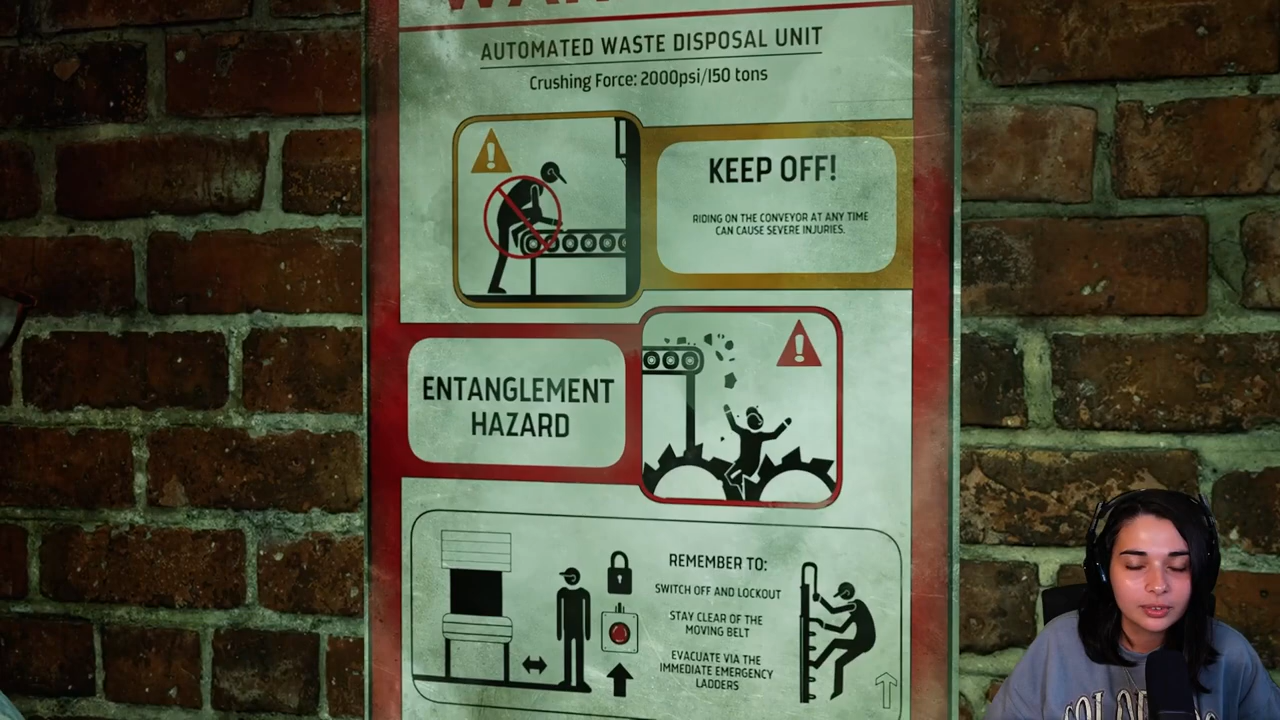 AUTOMATED WASTE DISPOSAL UNIT
Crushing Force: 2000psi/150 tons
KEEP OFF!
RIDING ON THE CONVEYOR AT ANY TIME
CAN CAUSE SEVERE INJURIES.
ENTANGLEMENT
HAZARD
REMEMBER TO:
SWITCH OFF AND LOCKOUT
STAY CLEAR OF THE
MOVING BELT
EVACUATE VIA THE
IMMEDIATE EMERGENCY
LADDERS